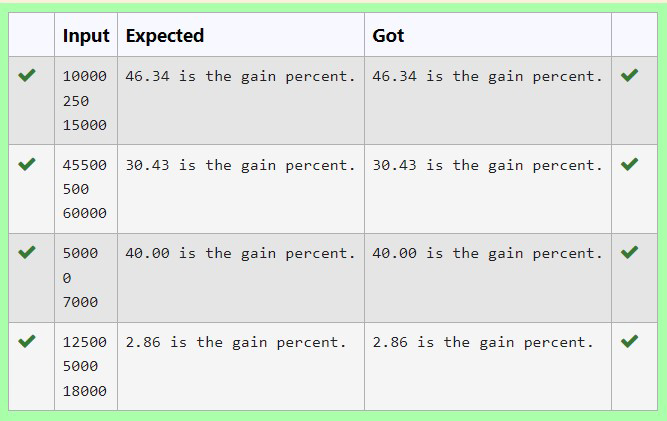 Input Expected Got
10000 46.34 is the gain percent. 46.34 is the gain percent.
250
15000
45500 30.43 is the gain percent. 30.43 is the gain percent.
500
60000
5000 40.00 is the gain percent. 40.00 is the gain percent.
0
7000
12500 2.86 is the gain percent. 2.86 is the gain percent.
5000
18000